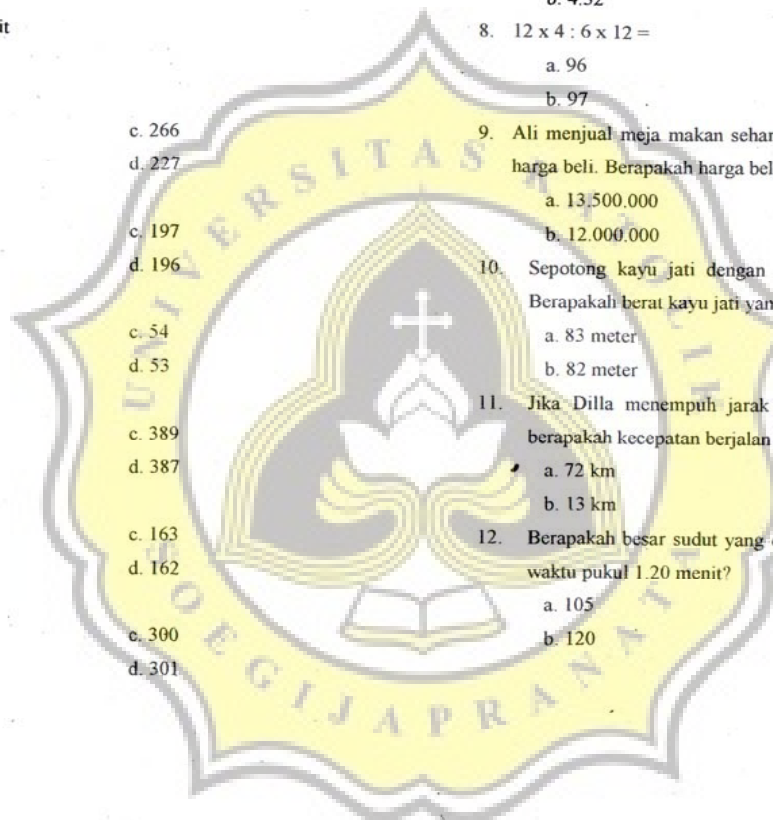 it
c. 266
d. 227
c. 197
d. 196
c. 54
d. 53
c. 389
d. 387
c. 163
d. 162
c. 300
d. 301
b. 4.32
8. 12 x 4 : 6 x 12 =
a. 96
b. 97
9. Ali menjual meja makan sehar
harga beli. Berapakah harga bel
a. 13.500.000
b. 12.000.000
10. Sepotong kayu jati dengan
Berapakah berat kayu jati yan
a. 83 meter
b. 82 meter
11. Jika Dilla menempuh jarak
berapakah kecepatan berjalan
a. 72 km
b. 13 km
12. Berapakah besar sudut yang
waktu pukul 1.20 menit?
a. 105
b. 120
UNIVERSITAS KATOLIK
SOEGIJAPRANATA